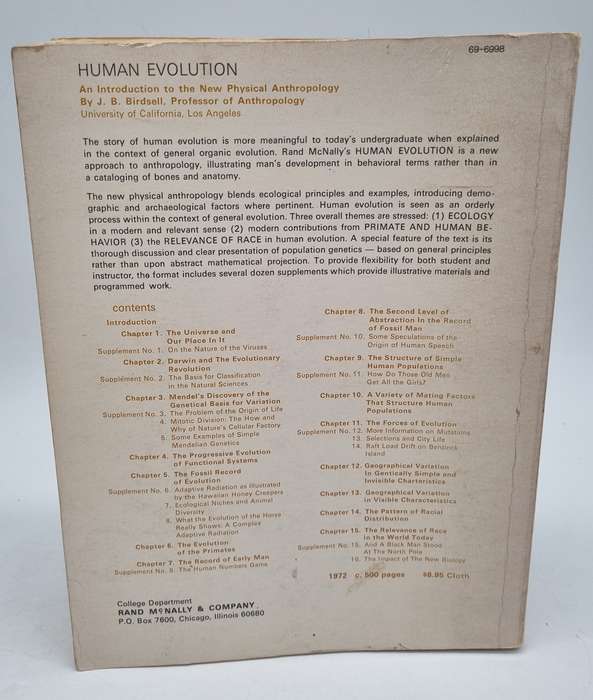 69-6998
HUMAN EVOLUTION
An Introduction to the New Physical Anthropology
By J. B. Birdsell, Professor of Anthropology
University of California, Los Angeles
The story of human evolution is more meaningful to today's undergraduate when explained
in the context of general organic evolution. Rand McNally's HUMAN EVOLUTION is a new
approach to anthropology, illustrating man's development in behavioral terms rather than in
a cataloging of bones and anatomy.
The new physical anthropology blends ecological principles and examples, introducing demo-
graphic and archaeological factors where pertinent. Human evolution is seen as an orderly
process within the context of general evolution. Three overall themes are stressed: (1) ECOLOGY
in a modern and relevant sense (2) modern contributions from PRIMATE AND HUMAN BE-
HAVIOR (3) the RELEVANCE OF RACE in human evolution. A special feature of the text is its
thorough discussion and clear presentation of population genetics — based on general principles
rather than upon abstract mathematical projection. To provide flexibility for both student and
instructor, the format includes several dozen supplements which provide illustrative materials and
programmed work.
contents
Introduction
Chapter 1. The Universe and
Our Place In It
Supplement No. 1. On the Nature of the Viruses
Chapter 2. Darwin and The Evolutionary
Revolution
Supplement No. 2. The Basis for Classification
in the Natural Sciences
Chapter 3. Mendel's Discovery of the
Genetical Basis for Variation
Supplement No. 3. The Problem of the Origin of Life
4. Mitotic Division: The How and
Why of Nature's Cellular Factory
5. Some Examples of Simple
Mendelian Genetics
Chapter 4. The Progressive Evolution
of Functional Systems
Chapter 5. The Fossil Record
of Evolution
Supplement No. 6. Adaptive Radiation as Illustrated
by the Hawaiian Honey Creepers
7. Ecological Niches and Animal
Diversity
8. What the Evolution of the Horse
Really Shows: A Complex
Adaptive Radiation
Chapter 6. The Evolution
of the Primates
Chapter 7. The Record of Early Man
Supplement No. 9. The Human Numbers Game
Chapter 8. The Second Level of
Abstraction In the Record
of Fossil Man
Supplement No. 10. Some Speculations of the
Origin of Human Speech
Chapter 9. The Structure of Simple
Human Populations
Supplement No. 11. How Do Those Old Men
Get All the Girls?
Chapter 10. A Variety of Mating Factors
That Structure Human
Populations
Chapter 11. The Forces of Evolution
Supplement No. 12. More Information on Mutations
13. Selections and City Life
14. Raft Load Drift on Bentinck
Island
Chapter 12. Geographical Variation
In Gentically Simple and
Invisible Charteristics
Chapter 13. Geographical Variation
in Visible Characteristics
Chapter 14. The Pattern of Racial
Distribution
Chapter 15. The Relevance of Race
in the World Today
Supplement No. 15. And A Black Man Stood
At The North Pole
16. The Impact of The New Biology
1972 c. 500 pages $8.95 Cloth
College Department
RAND McNALLY & COMPANY
P.O. Box 7600, Chicago, Illinois 60680